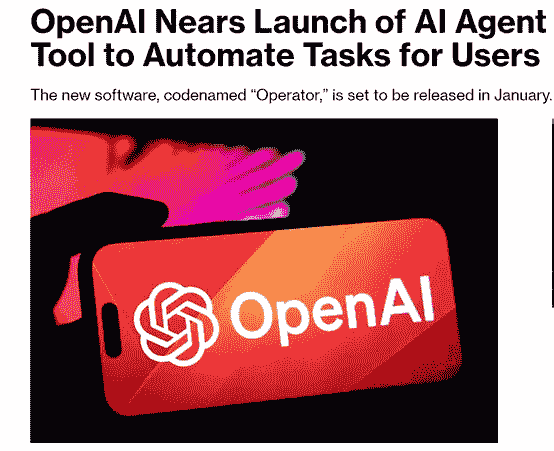 OpenAI Nears Launch of AI Agent
Tool to Automate Tasks for Users
The new software, codenamed “Operator,” is set to be released in January.
OpenAI